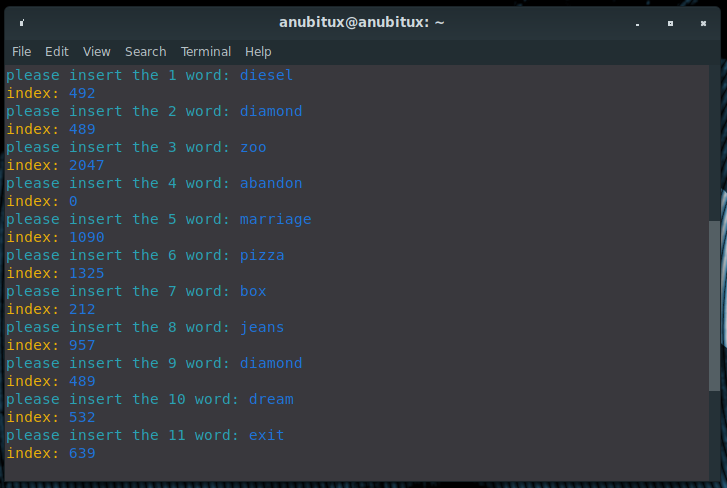 anubitux@anubitux: ~
File Edit View Search Terminal Help
please insert the 1 word: diesel
index: 492
please insert the 2 word: diamond
index: 489
please insert the 3 word: zoo
index: 2047
please insert the 4 word: abandon
index: 0
please insert the 5 word: marriage
index: 1090
please insert the 6 word: pizza
index: 1325
please insert the 7 word: box
index: 212
please insert the 8 word: jeans
index: 957
please insert the 9 word: diamond
index: 489
please insert the 10 word: dream
index: 532
please insert the 11 word: exit
index: 639